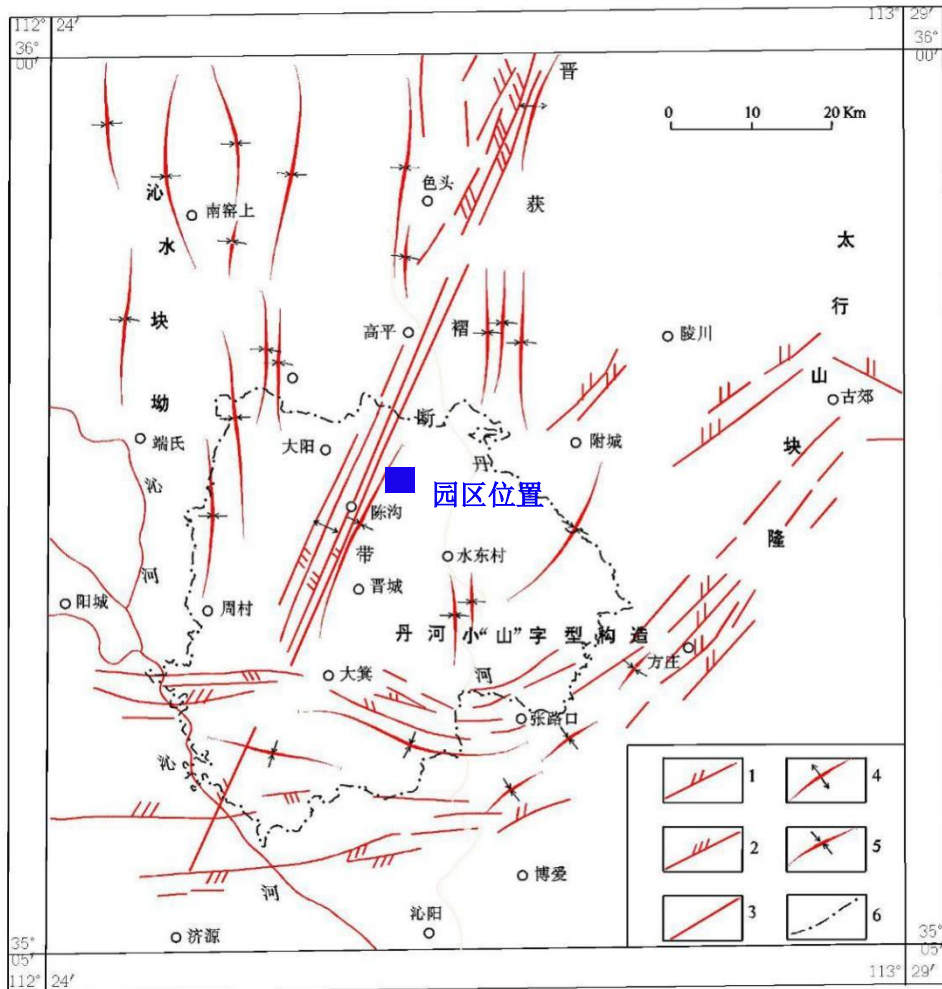 112° 24′
113° 29′
36° 00′
36° 00′
晋
0 10 20 Km
色头
沁
南窑上
获
水
太
行
块
高平
褶
陵川
山
古郊
坳
端氏
大阳
断
附城
块
丹
沁
园区位置
陈沟
隆
带
水东村
河
晋城
阳城
周村
丹河小“山”字型构造
方庄
大箕
河
张路口
沁
1
4
2
5
博爱
河
3
6
沁阳
济源
35° 05′
35° 05′
112° 24′
113° 29′